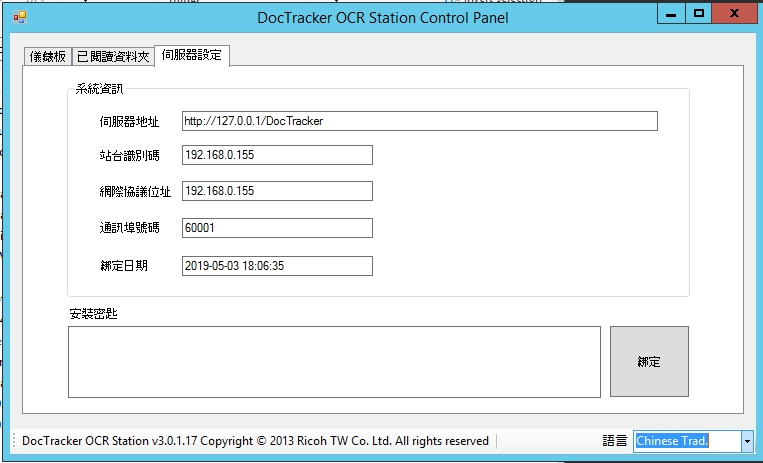 DocTracker OCR Station Control Panel
儀錶板 已閱讀資料夾 伺服器設定
系統資訊
伺服器地址 http://127.0.0.1/DocTracker
站台識別碼 192.168.0.155
網際協議位址 192.168.0.155
通訊埠號碼 60001
綁定日期 2019-05-03 18:06:35
安裝密匙
綁定
DocTracker OCR Station v3.0.1.17 Copyright © 2013 Ricoh TW Co. Ltd. All rights reserved 語言 Chinese Trad.